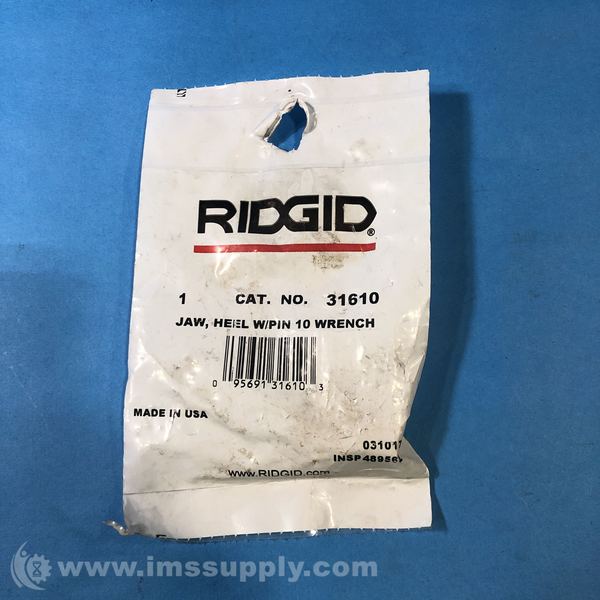 RIDGID®
1 CAT. NO. 31610
JAW, HEEL W/PIN 10 WRENCH
0 95691 31610 3
MADE IN USA
www.RIDGID.com
www.imssupply.com